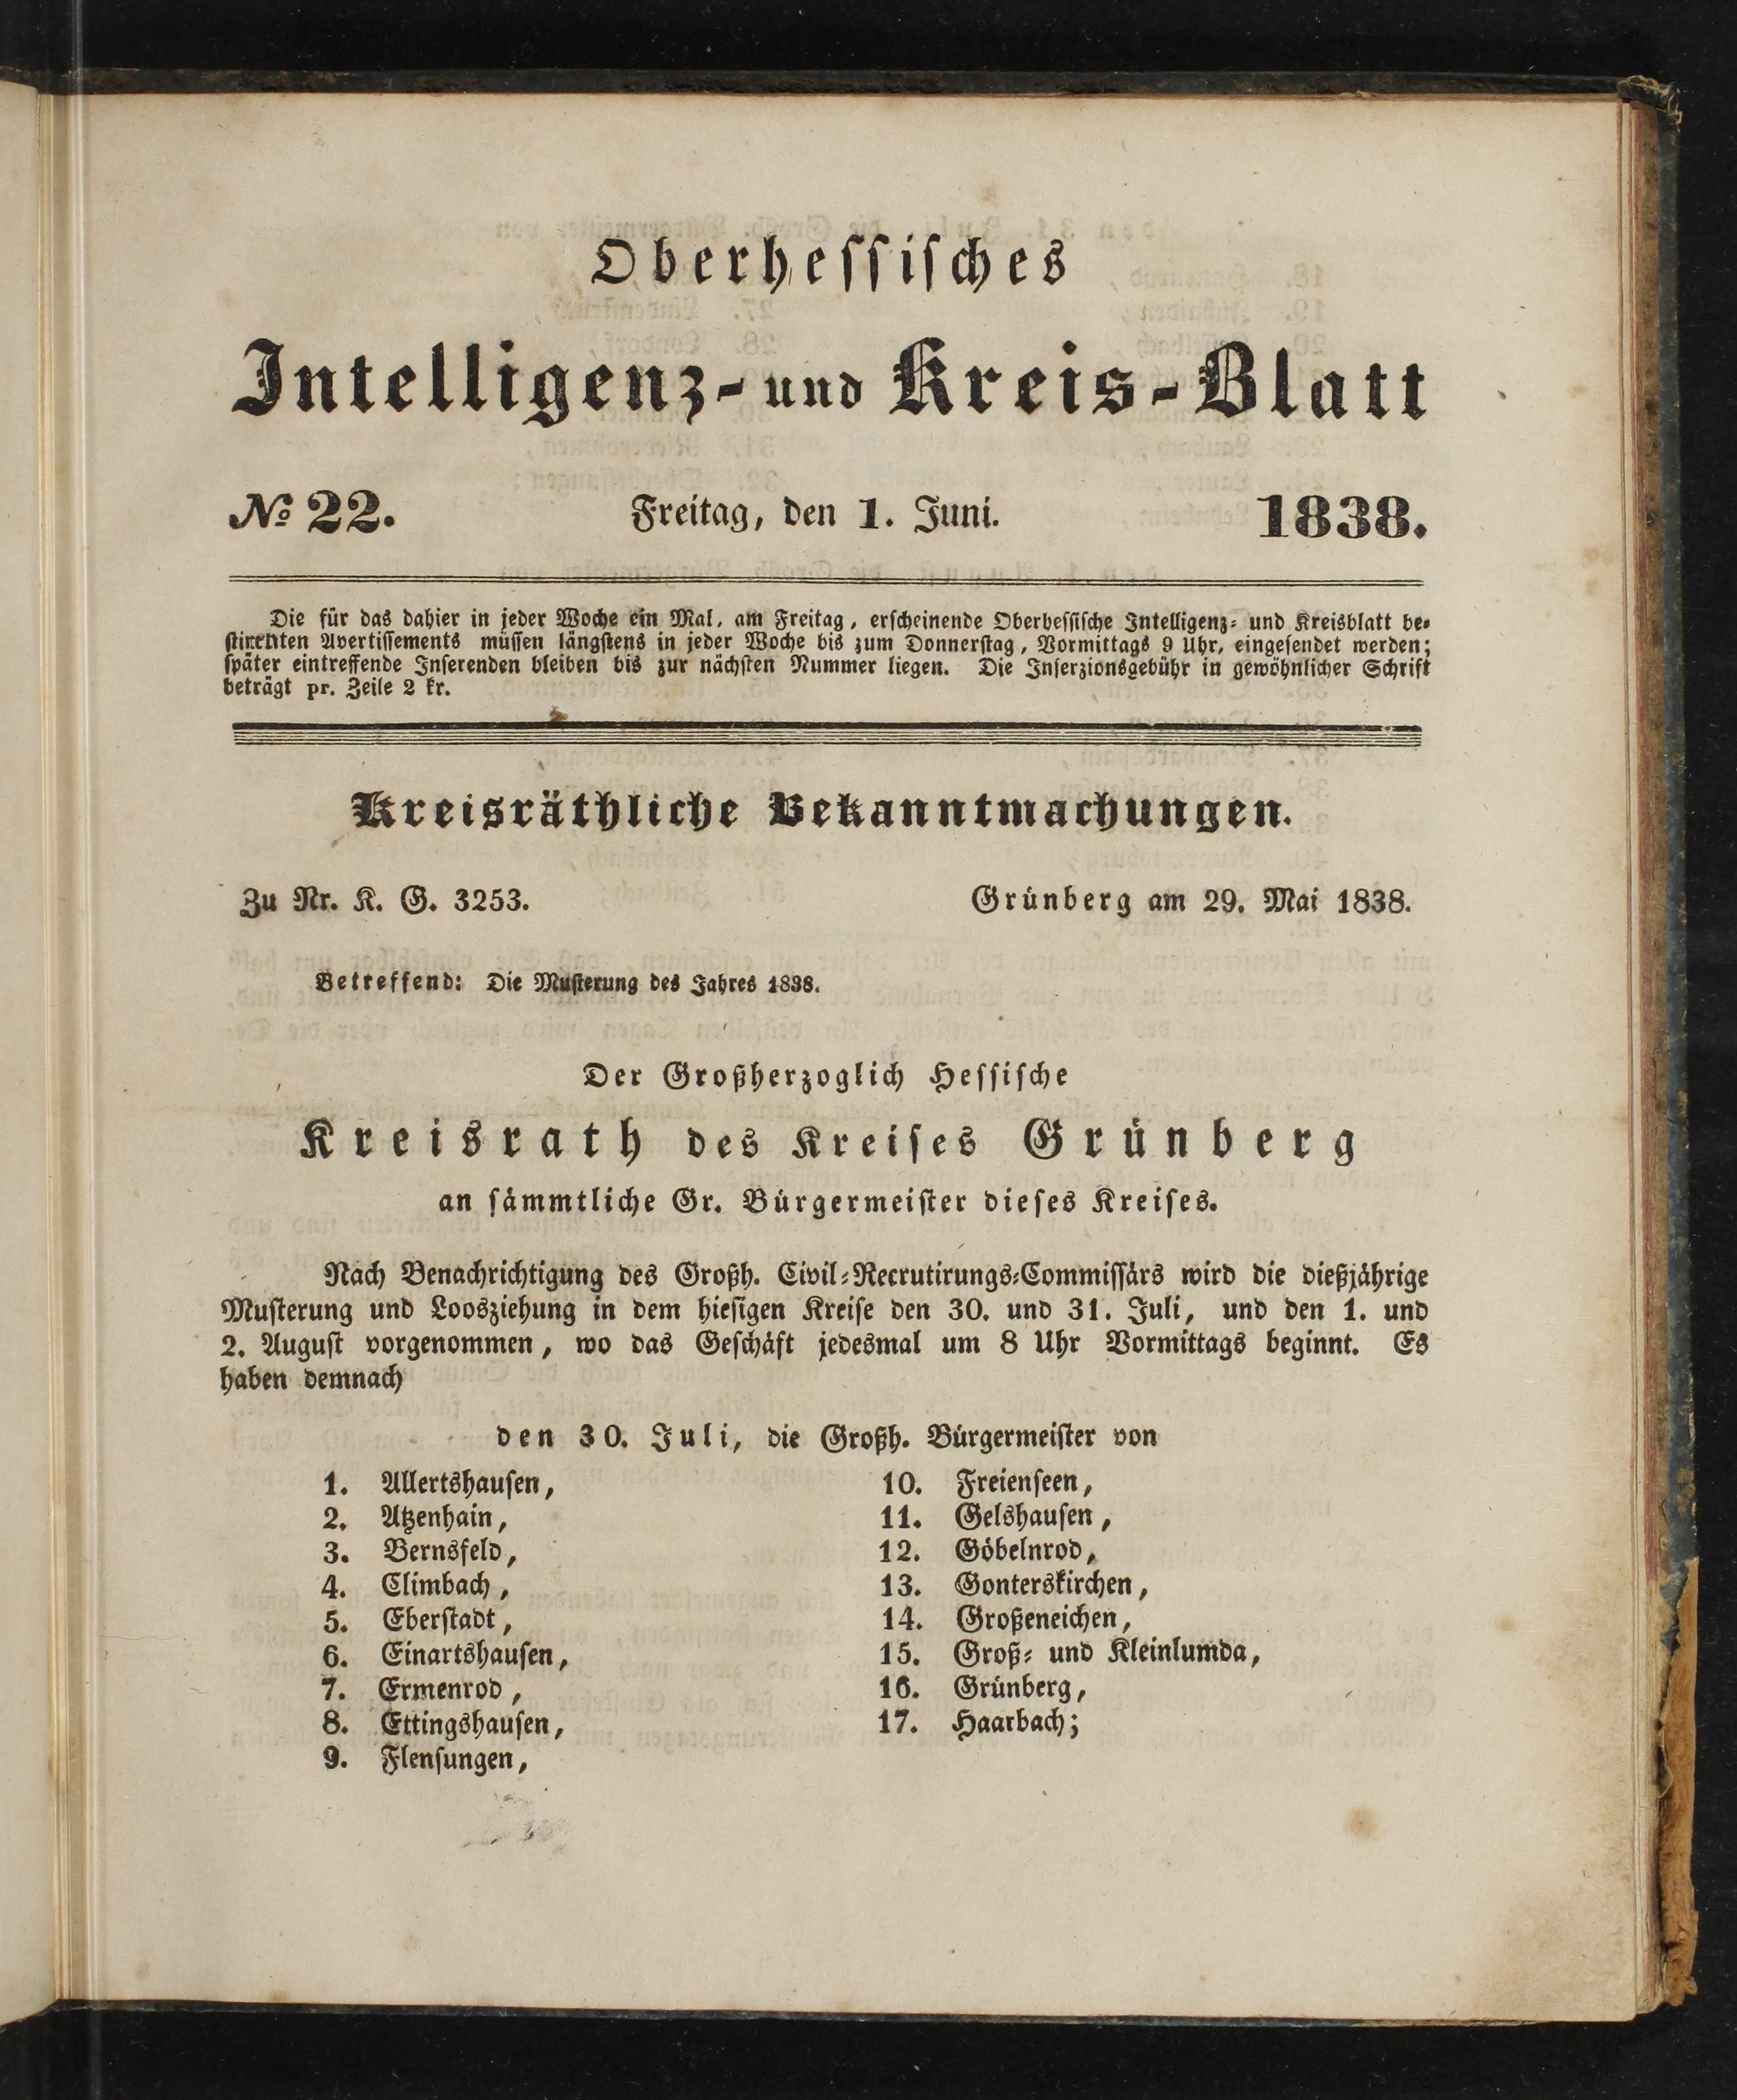 Oberhessisches
Intelligenz- und Kreis-Blatt
№ 22. Freitag, den 1. Juni. 1838.
Die für das dahier in jeder Woche ein Mal, am Freitag, erscheinende Oberhessische Intelligenz- und Kreisblatt be-
stimmten Avertissements müssen längstens in jeder Woche bis zum Donnerstag, Vormittags 9 Uhr, eingesendet werden;
später eintreffende Inserenden bleiben bis zur nächsten Nummer liegen. Die Inserzionsgebühr in gewöhnlicher Schrift
beträgt pr. Zeile 2 kr.
Kreisräthliche Bekanntmachungen.
Zu Nr. K. G. 3253. Grünberg am 29. Mai 1838.
Betreffend: Die Musterung des Jahres 1838.
Der Großherzoglich Hessische
Kreisrath des Kreises Grünberg
an sämmtliche Gr. Bürgermeister dieses Kreises.
Nach Benachrichtigung des Großh. Civil-Recrutirungs-Commissärs wird die dießjährige
Musterung und Loosziehung in dem hiesigen Kreise den 30. und 31. Juli, und den 1. und
2. August vorgenommen, wo das Geschäft jedesmal um 8 Uhr Vormittags beginnt. Es
haben demnach
den 30. Juli, die Großh. Bürgermeister von
1. Allertshausen,
2. Atzenhain,
3. Bernsfeld,
4. Climbach,
5. Eberstadt,
6. Einartshausen,
7. Ermenrod,
8. Ettingshausen,
9. Flensungen,
10. Freienseen,
11. Gelshausen,
12. Göbelnrod,
13. Gonterskirchen,
14. Großeneichen,
15. Groß- und Kleinlumda,
16. Grünberg,
17. Haarbach;